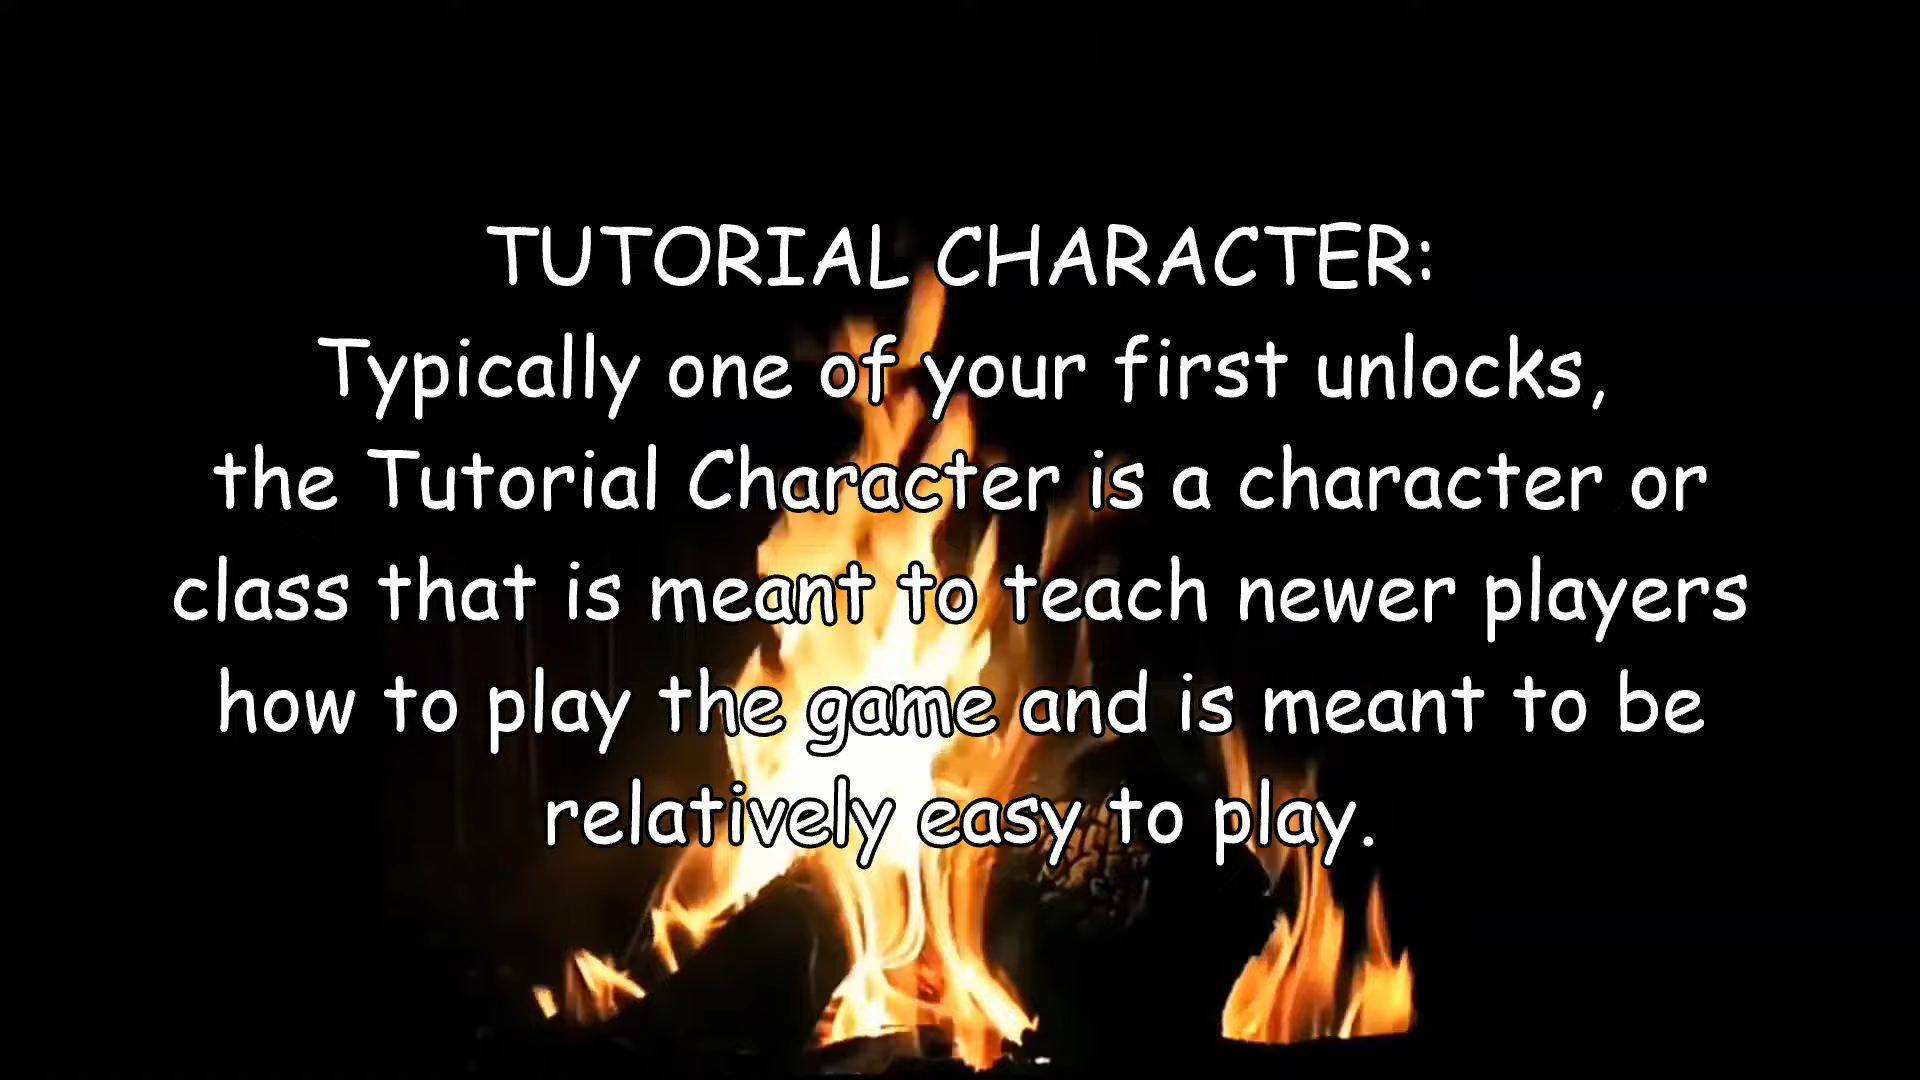 TUTORIAL CHARACTER:
Typically one of your first unlocks,
the Tutorial Character is a character or
class that is meant to teach newer players
how to play the game and is meant to be
relatively easy to play.